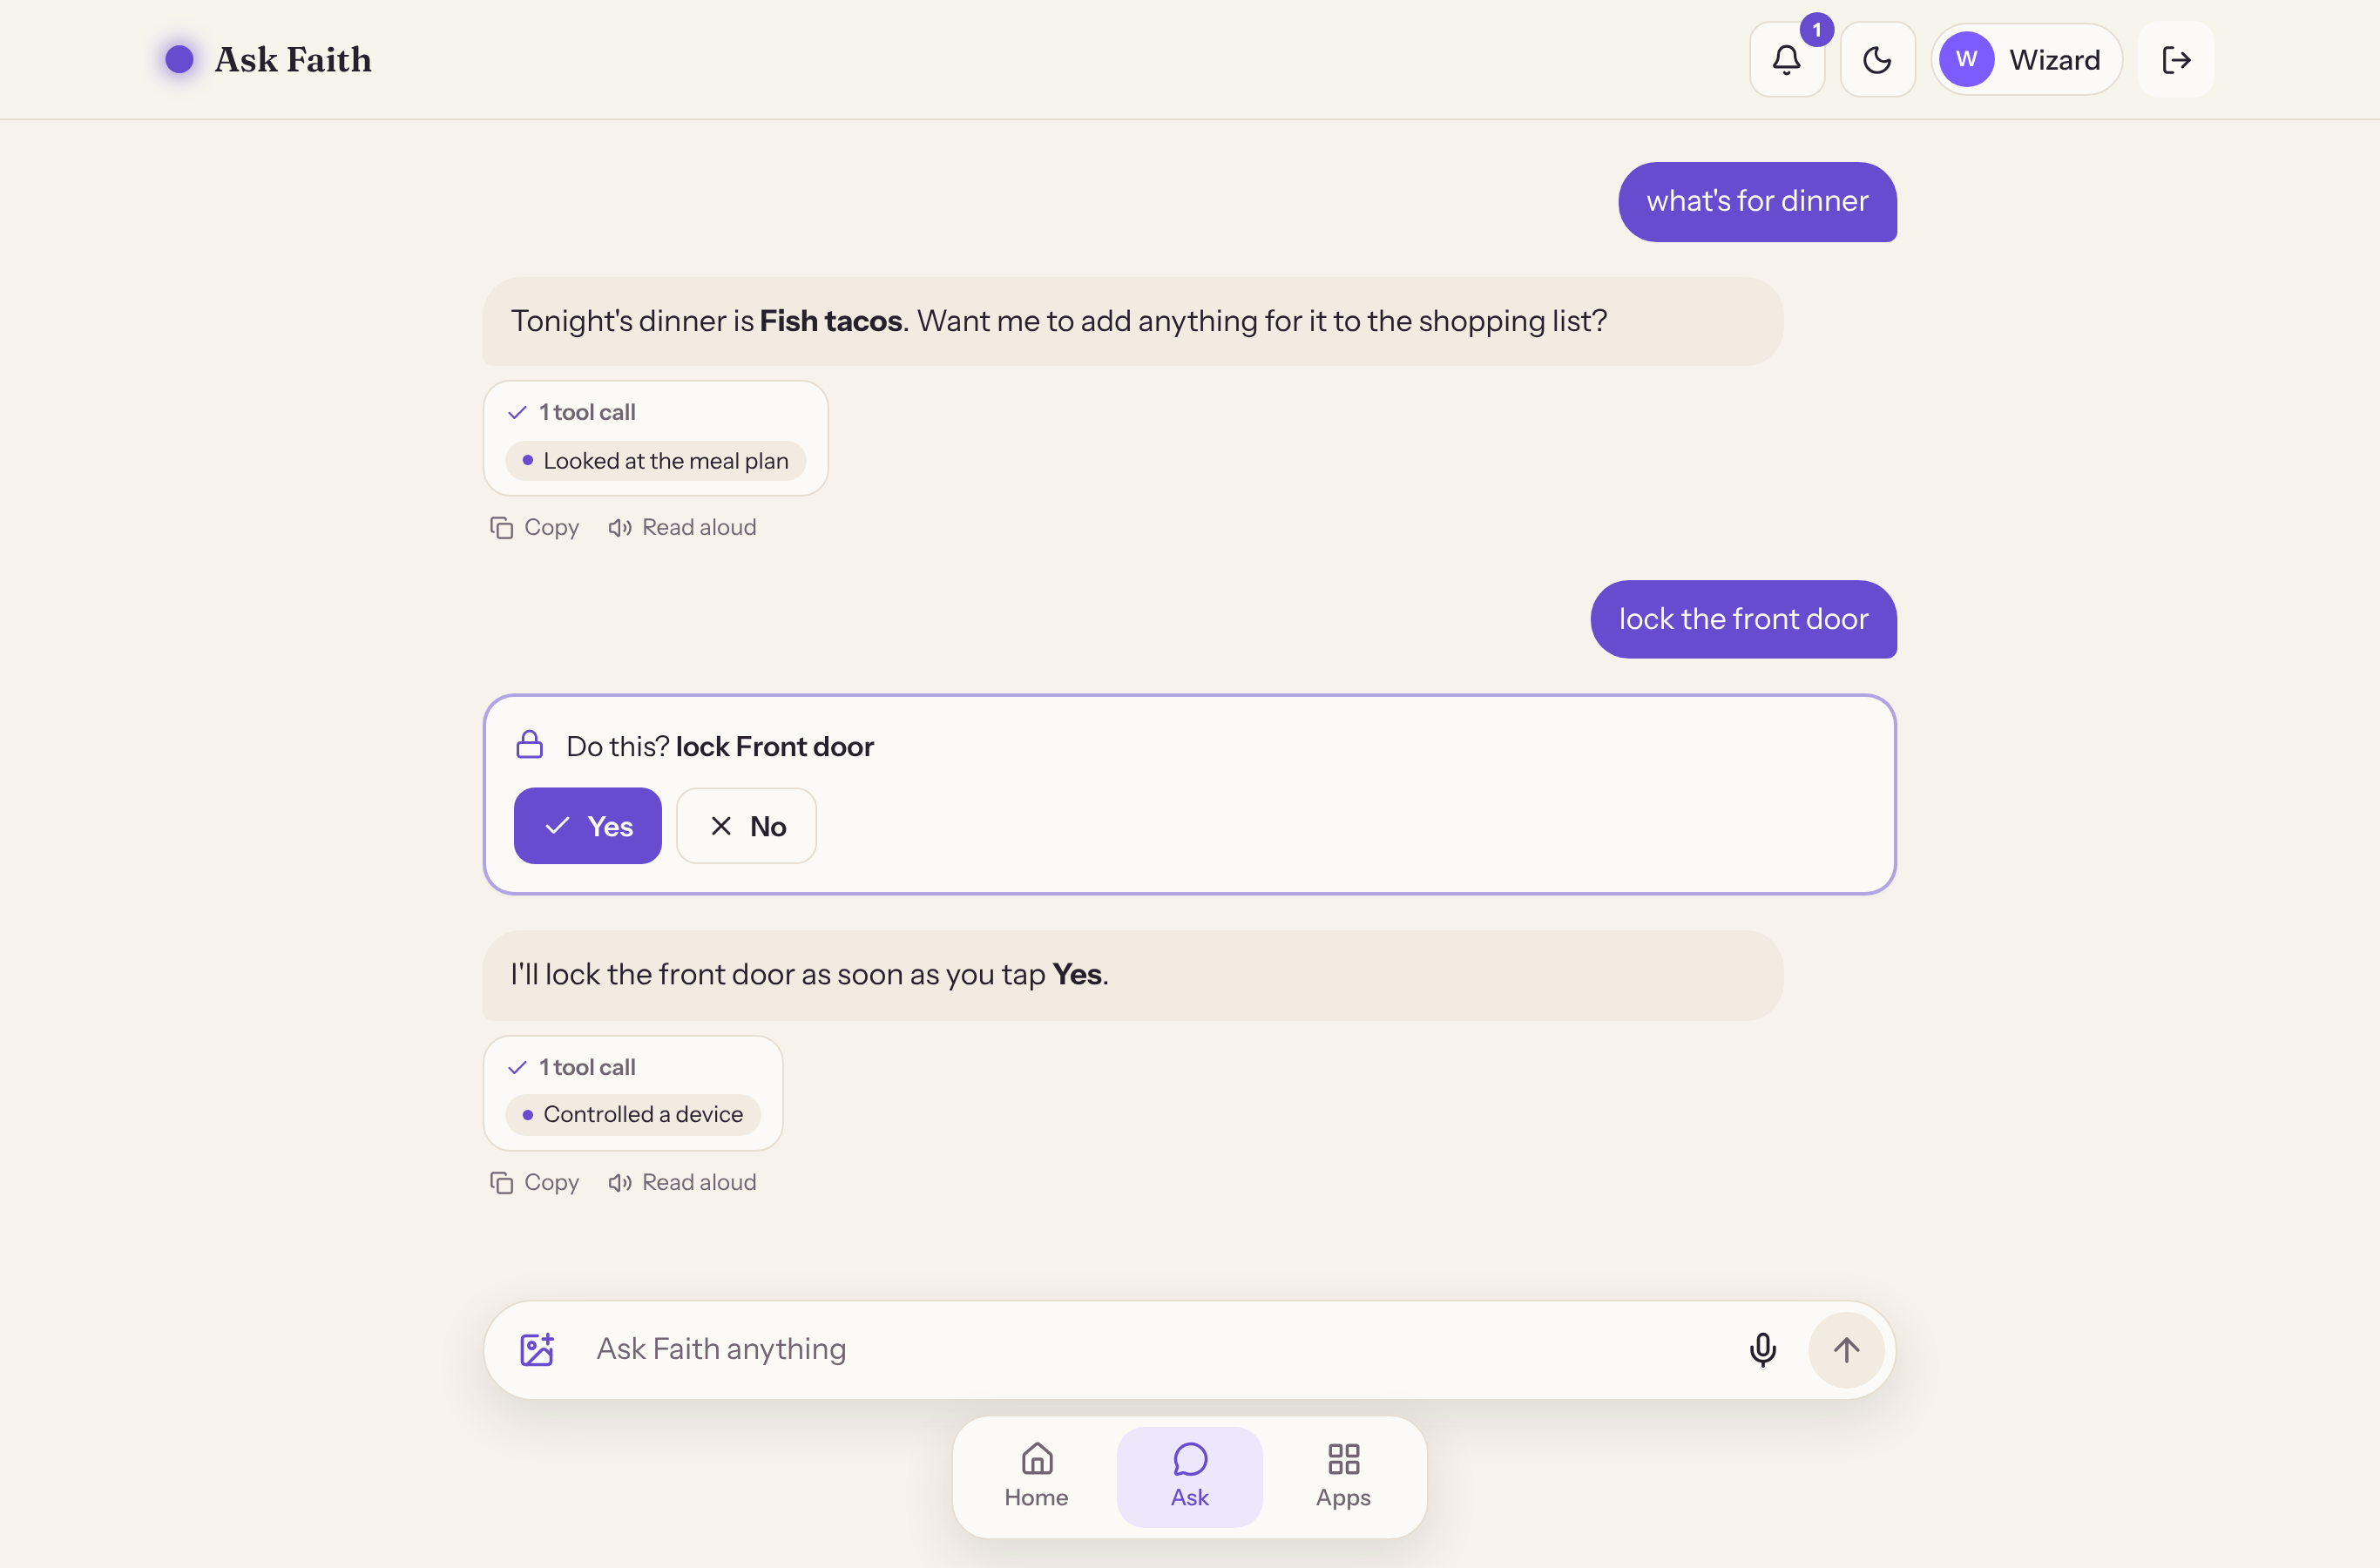 Ask Faith
1
W
Wizard
what's for dinner
Tonight's dinner is Fish tacos. Want me to add anything for it to the shopping list?
1 tool call
Looked at the meal plan
Copy
Read aloud
lock the front door
Do this? lock Front door
Yes
No
I'll lock the front door as soon as you tap Yes.
1 tool call
Controlled a device
Copy
Read aloud
Ask Faith anything
Home
Ask
Apps